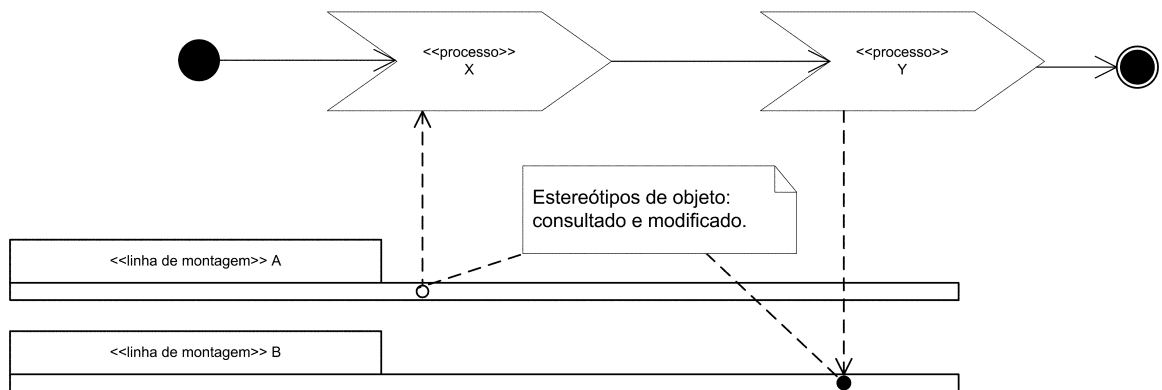 <<processo>>
X
<<processo>>
Y
Estereótipos de objeto:
consultado e modificado.
<<linha de montagem>> A
<<linha de montagem>> B